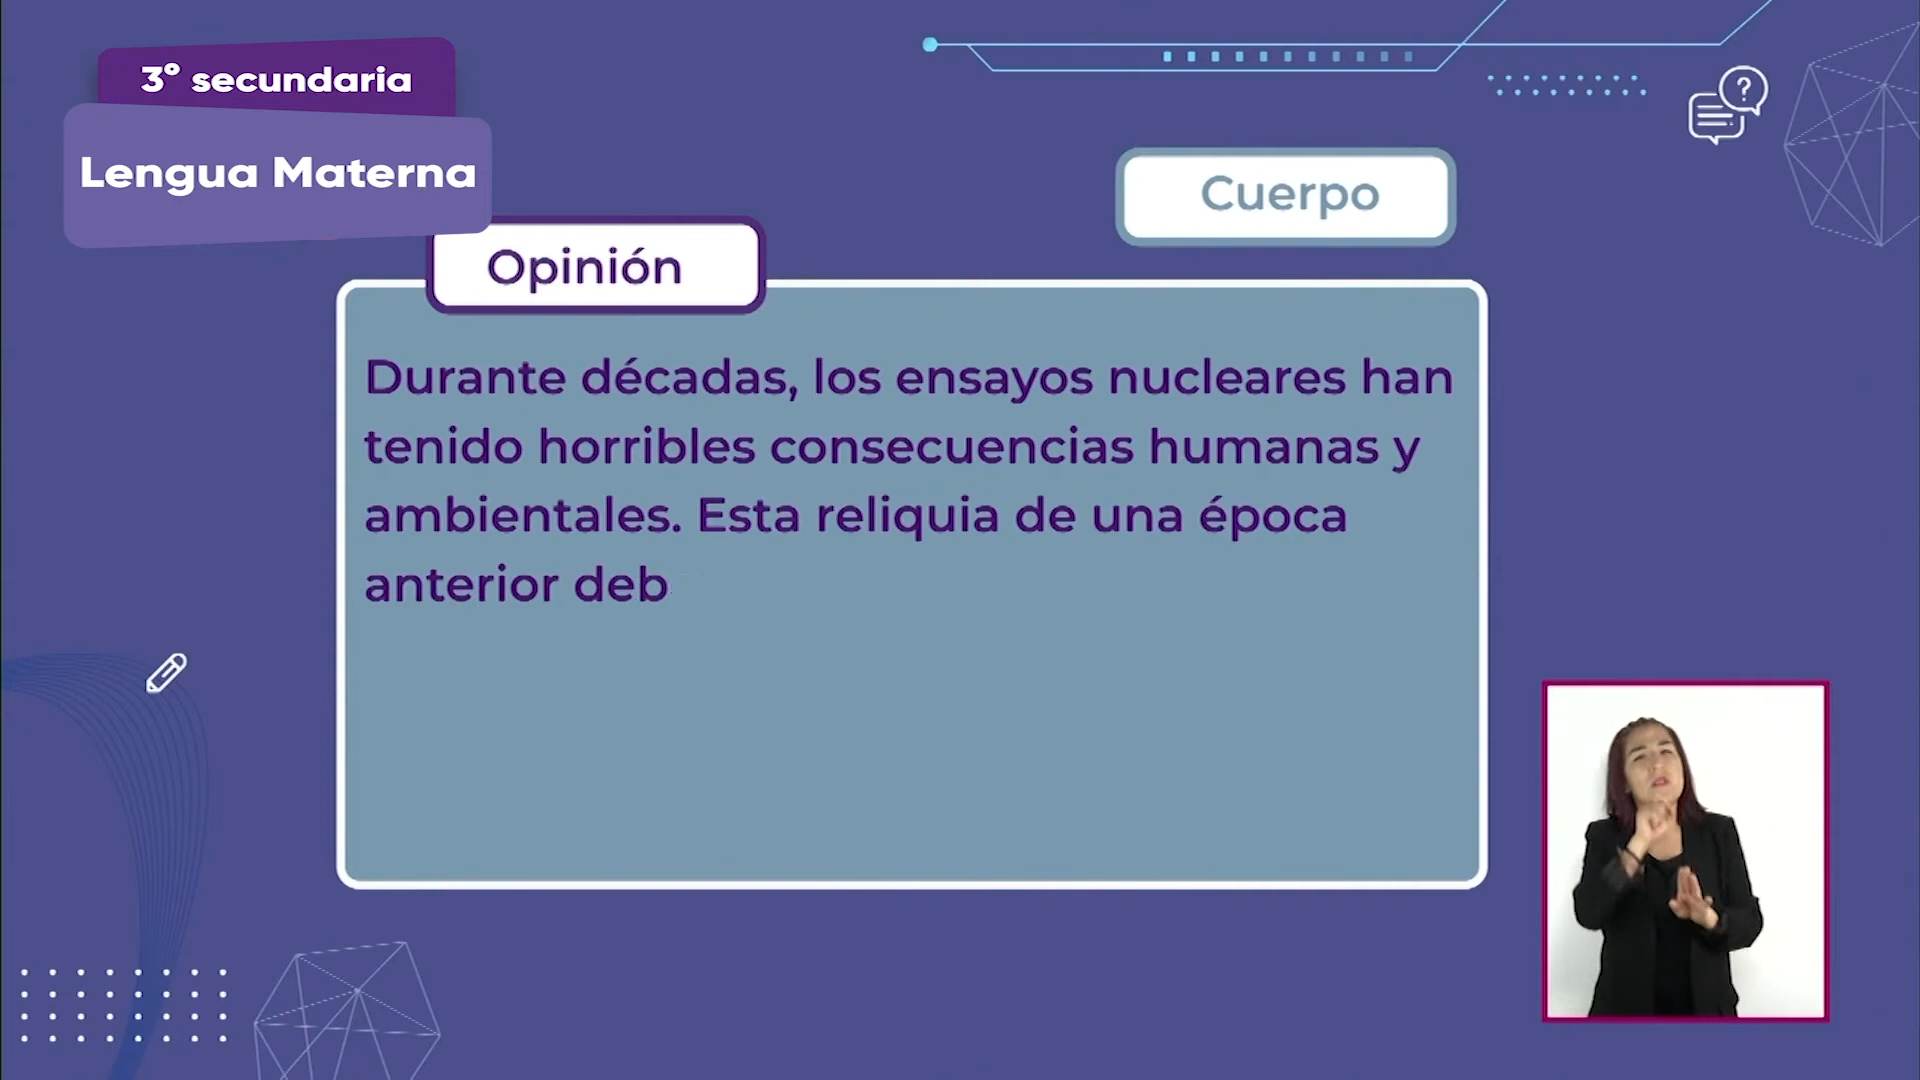 3° secundaria
Lengua Materna
Cuerpo
Opinión
Durante décadas, los ensayos nucleares han
tenido horribles consecuencias humanas y
ambientales. Esta reliquia de una época
anterior deb